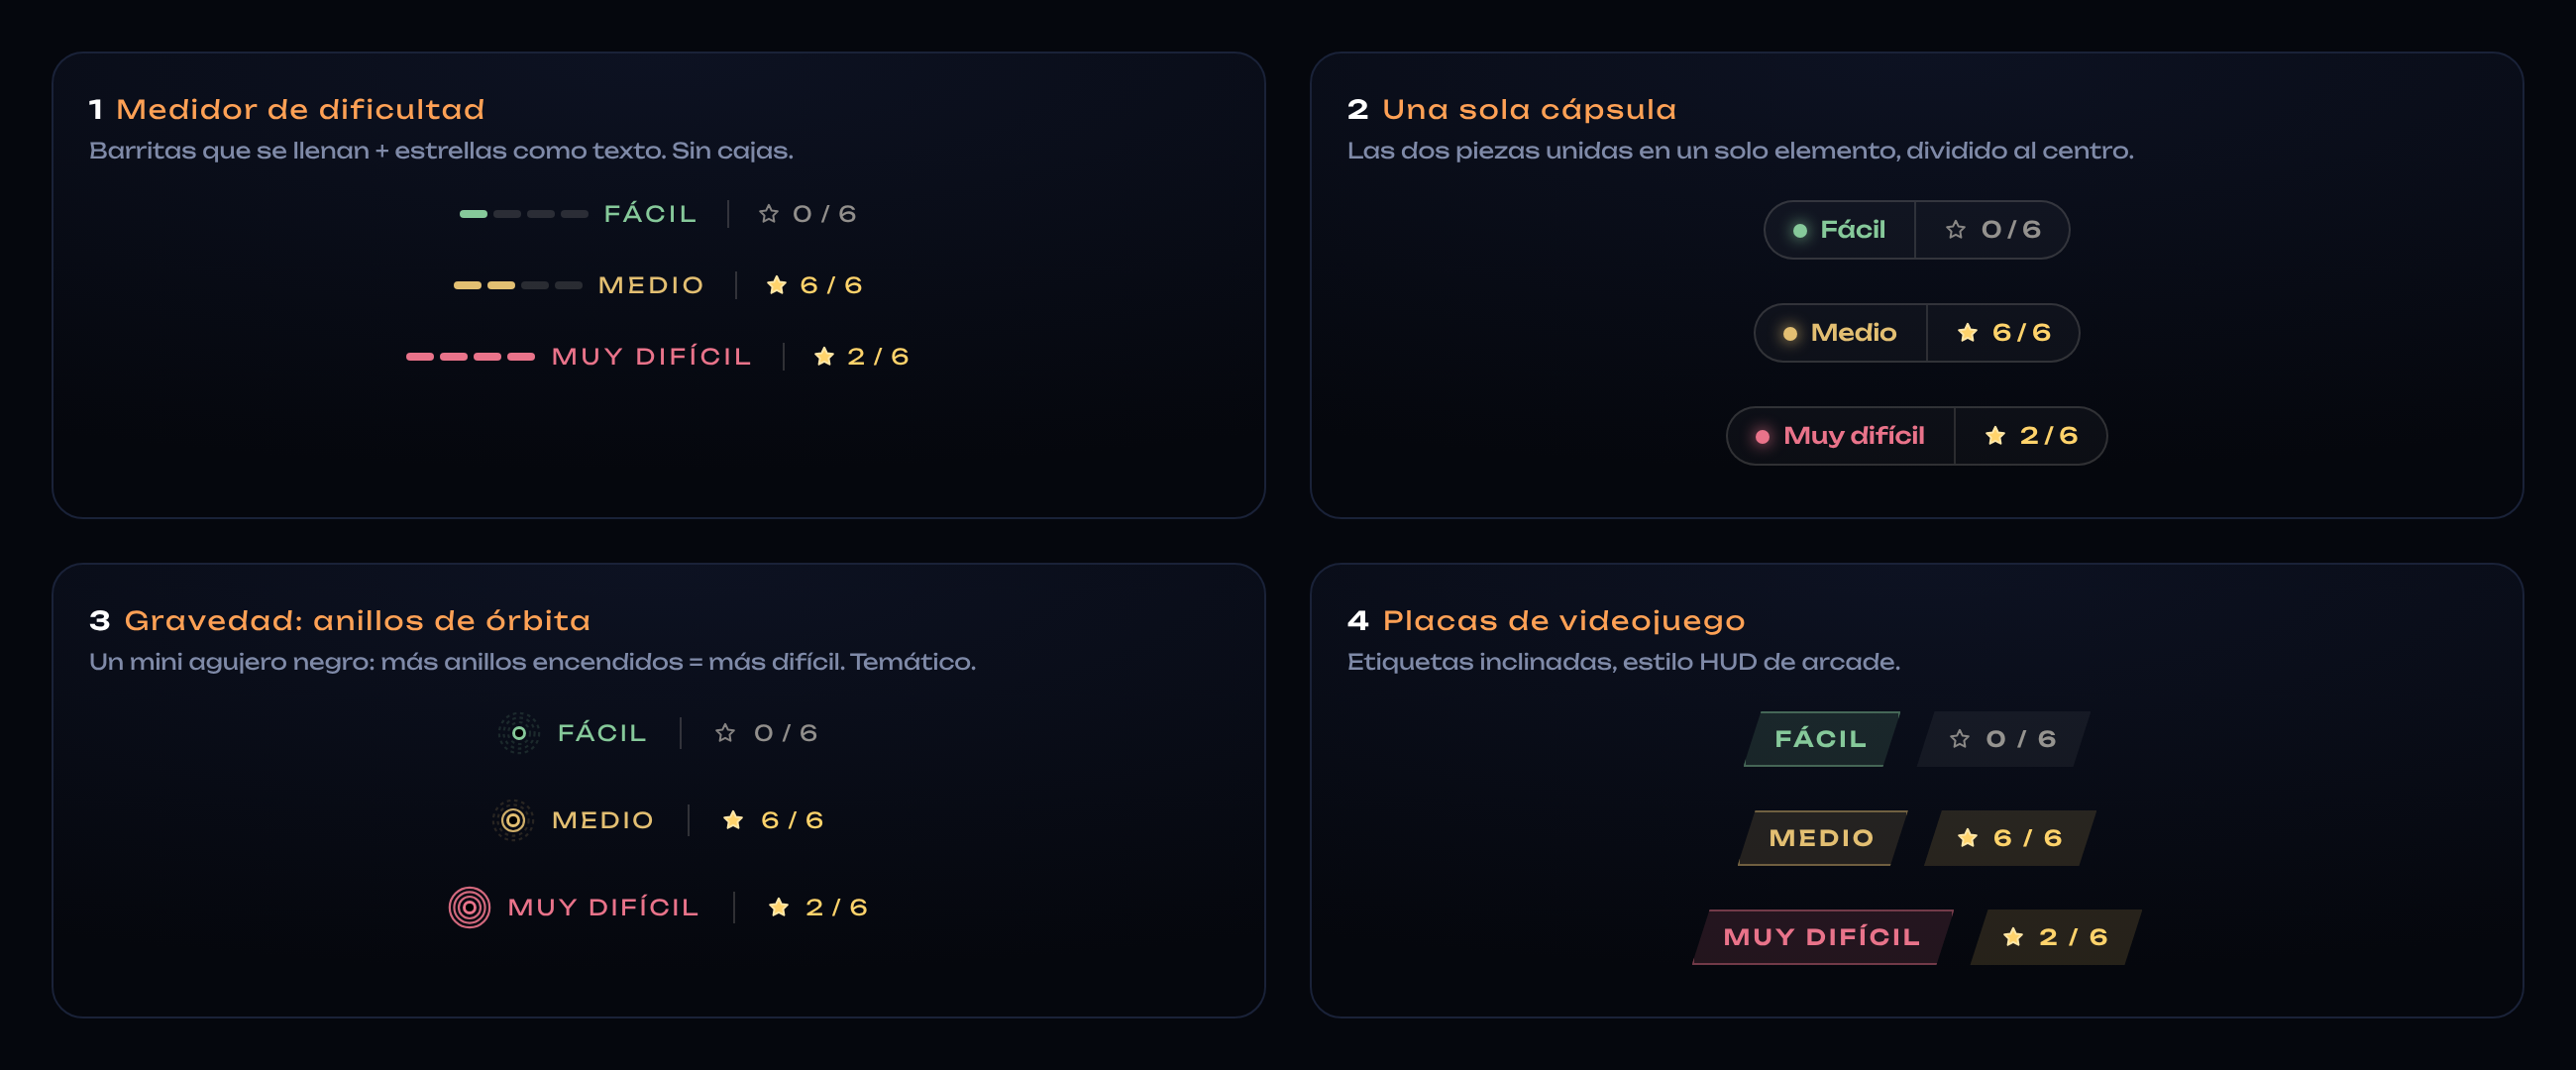 1 Medidor de dificultad
Barritas que se llenan + estrellas como texto. Sin cajas.
FÁCIL | ☆ 0 / 6
MEDIO | ★ 6 / 6
MUY DIFÍCIL | ★ 2 / 6
2 Una sola cápsula
Las dos piezas unidas en un solo elemento, dividido al centro.
Fácil | ☆ 0 / 6
Medio | ★ 6 / 6
Muy difícil | ★ 2 / 6
3 Gravedad: anillos de órbita
Un mini agujero negro: más anillos encendidos = más difícil. Temático.
FÁCIL | ☆ 0 / 6
MEDIO | ★ 6 / 6
MUY DIFÍCIL | ★ 2 / 6
4 Placas de videojuego
Etiquetas inclinadas, estilo HUD de arcade.
FÁCIL ☆ 0 / 6
MEDIO ★ 6 / 6
MUY DIFÍCIL ★ 2 / 6